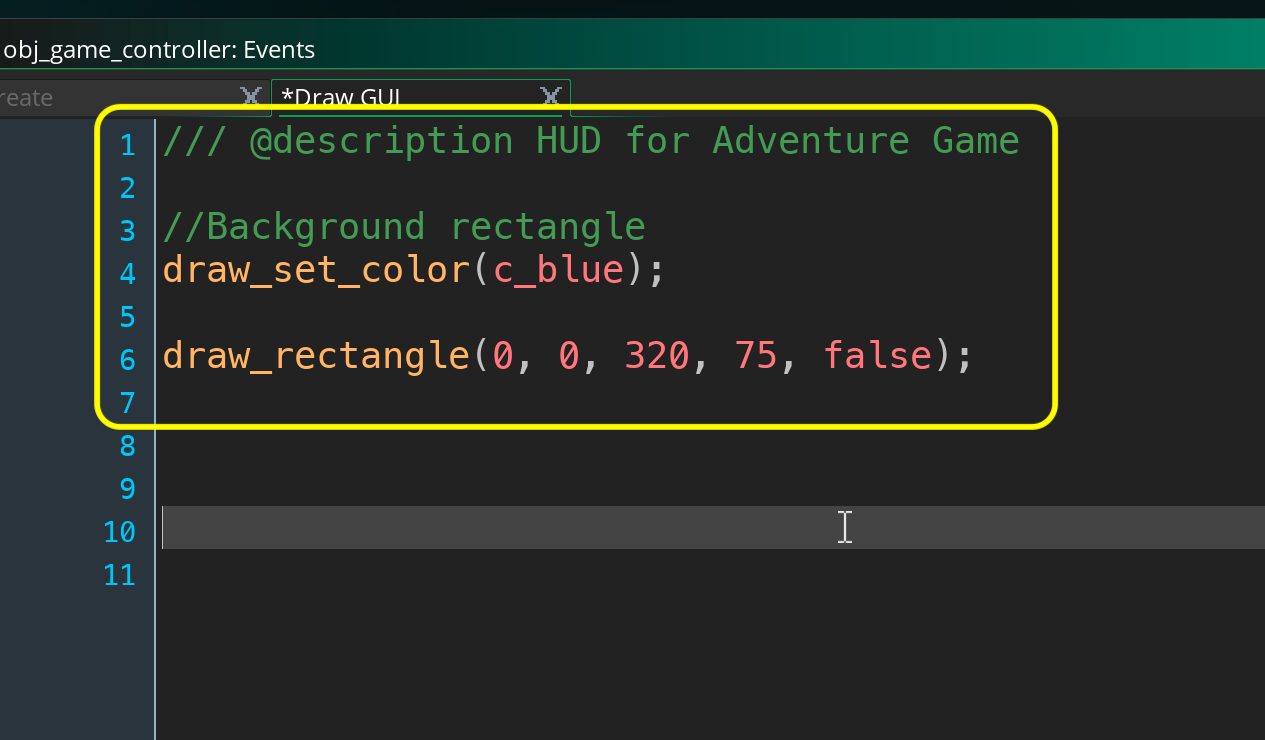 obj_game_controller: Events
reate
*Draw GUI
1 /// @description HUD for Adventure Game
2
3 //Background rectangle
4 draw_set_color(c_blue);
5
6 draw_rectangle(0, 0, 320, 75, false);
7
8
9
10
11